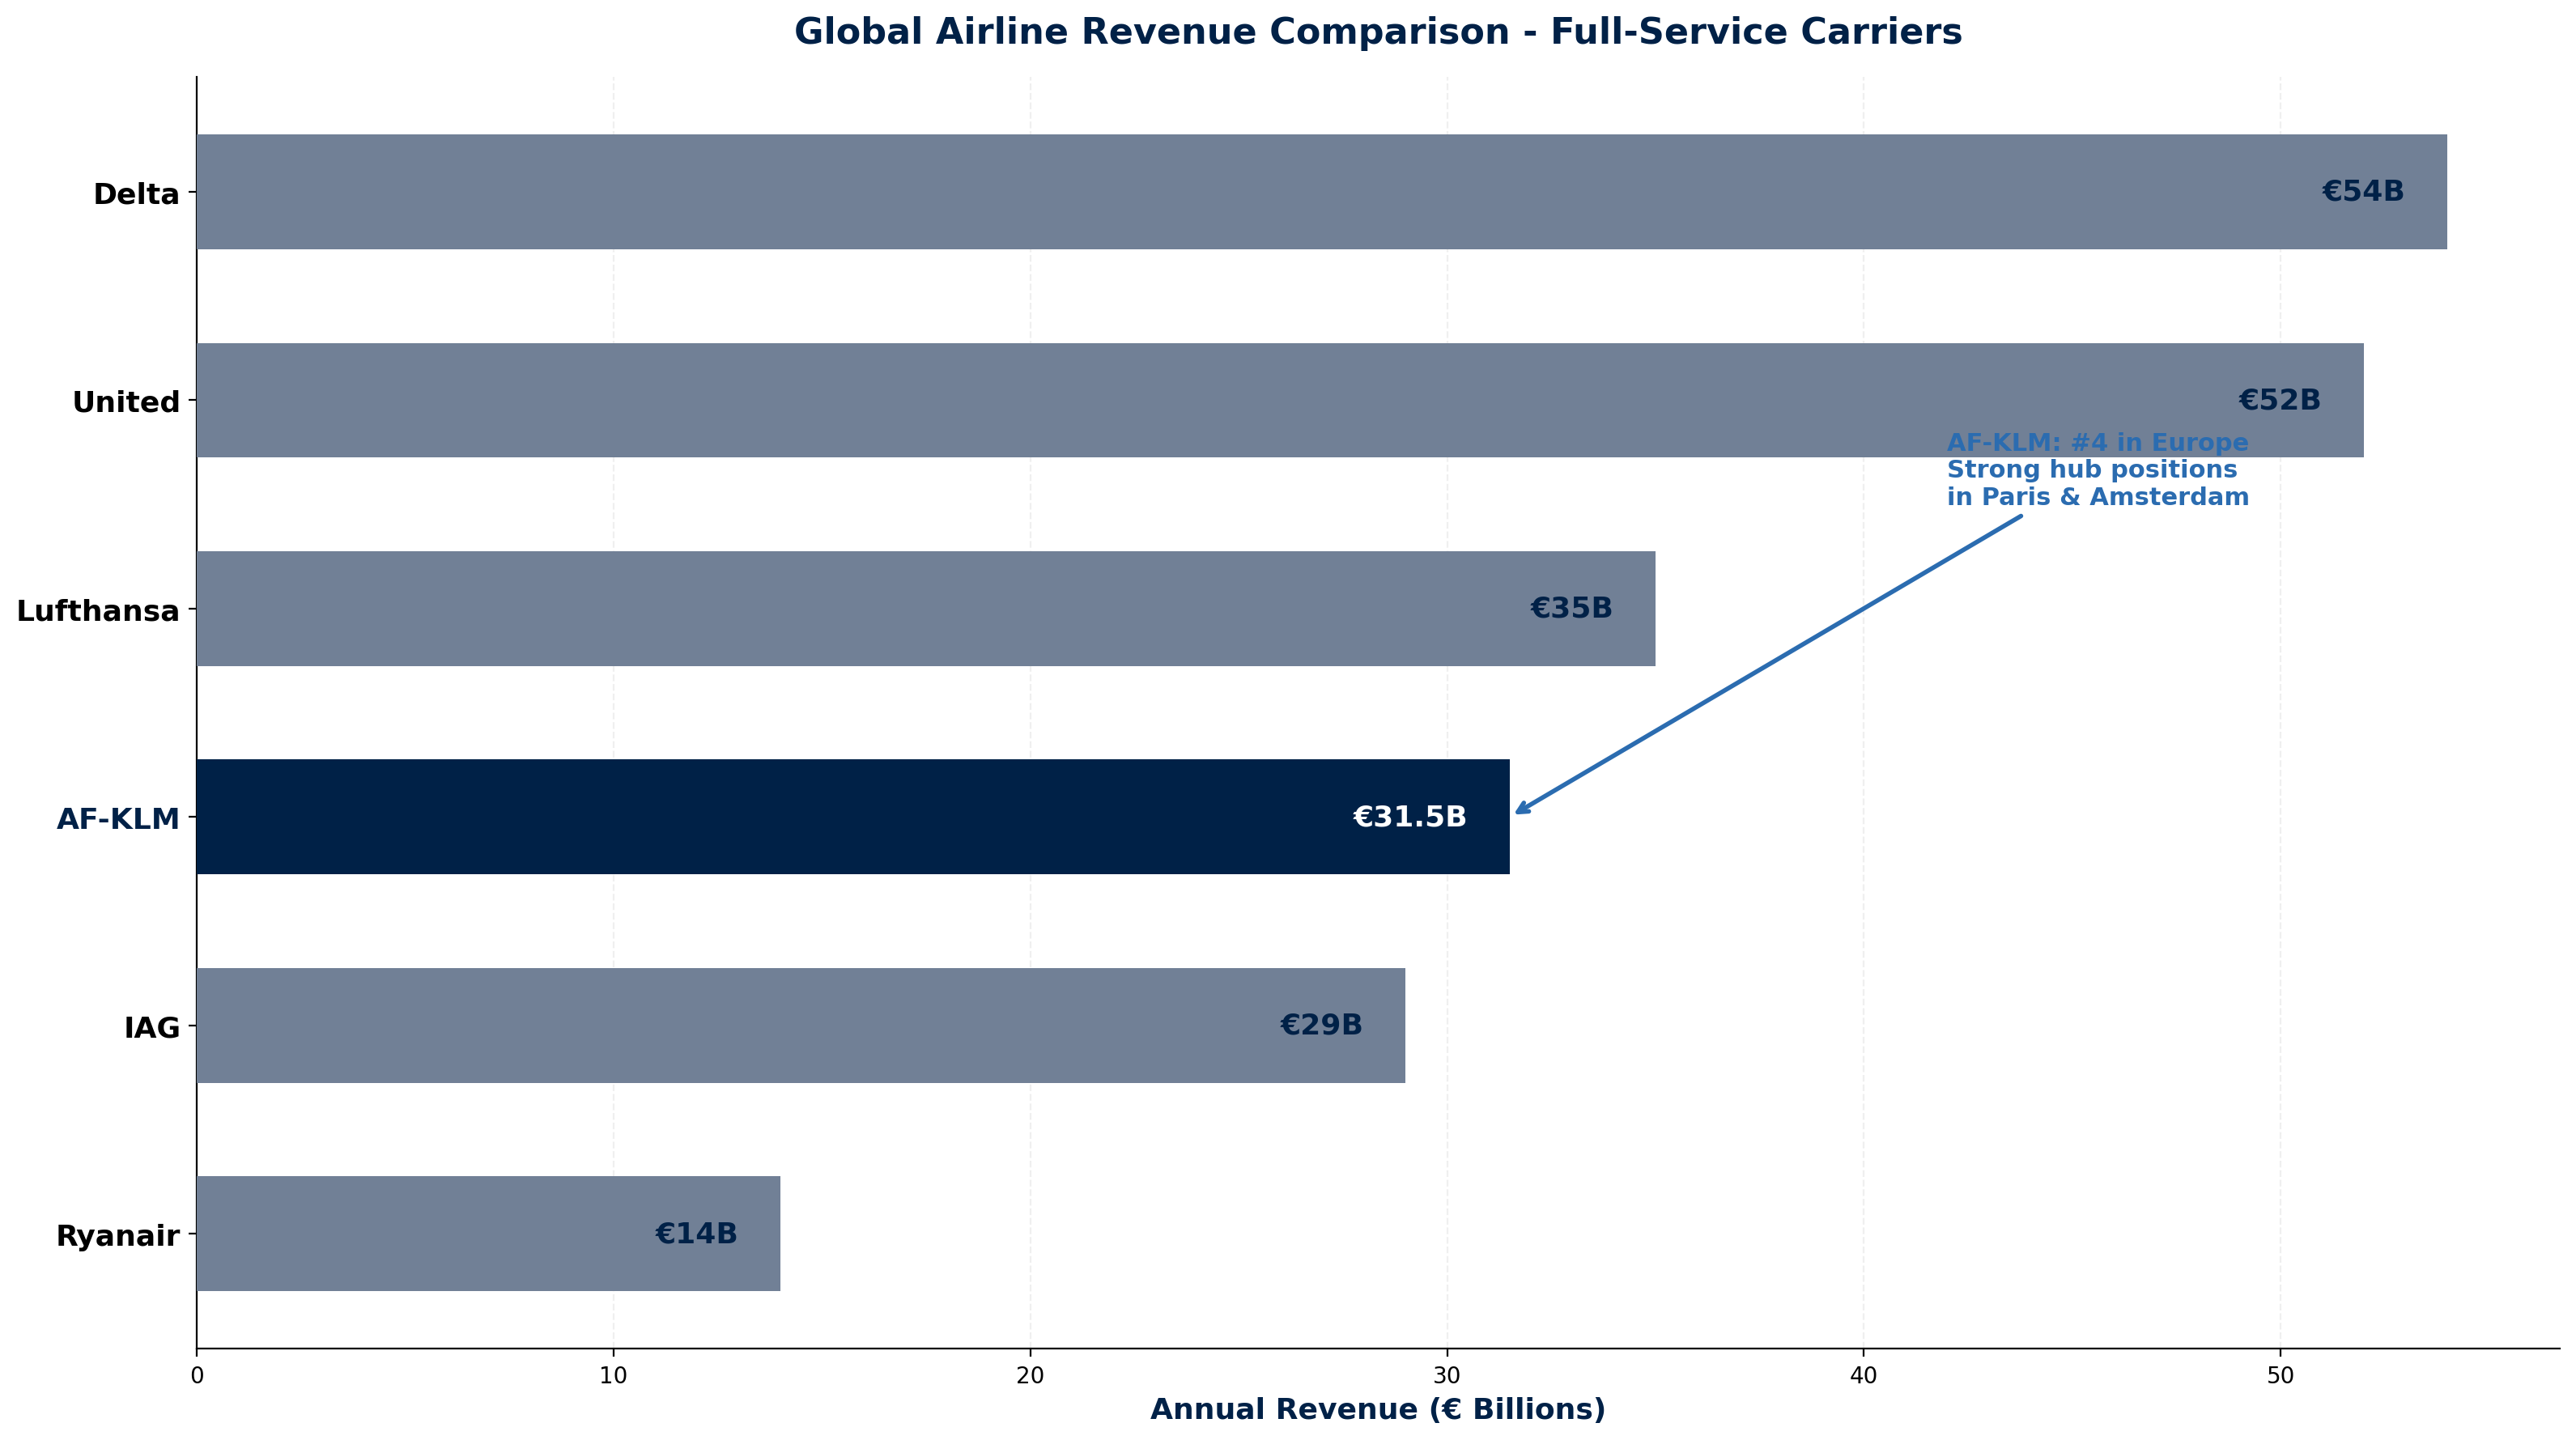 Global Airline Revenue Comparison - Full-Service Carriers
Delta
€54B
United
€52B
AF-KLM: #4 in Europe
Strong hub positions
in Paris & Amsterdam
Lufthansa
€35B
AF-KLM
€31.5B
IAG
€29B
Ryanair
€14B
0
10
20
30
40
50
Annual Revenue (€ Billions)